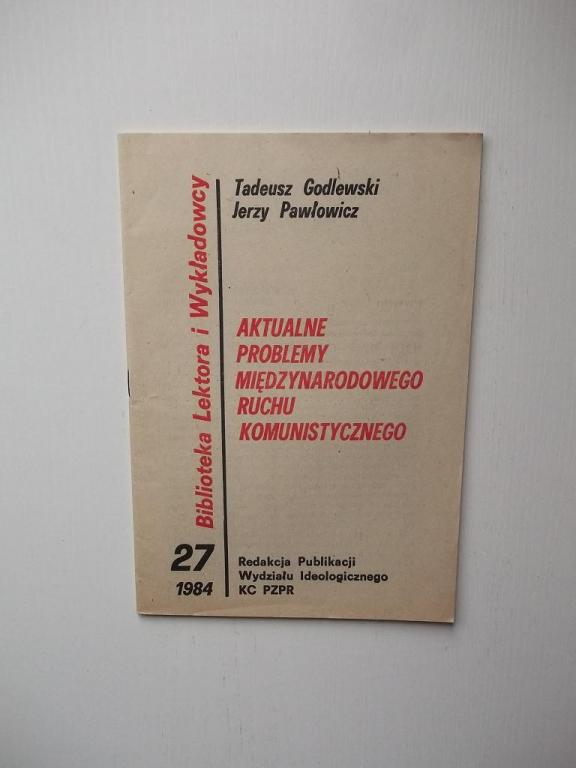 Tadeusz Godlewski
Jerzy Pawłowicz
Biblioteka Lektora i Wykładowcy
AKTUALNE
PROBLEMY
MIĘDZYNARODOWEGO
RUCHU
KOMUNISTYCZNEGO
27
1984
Redakcja Publikacji
Wydziału Ideologicznego
KC PZPR